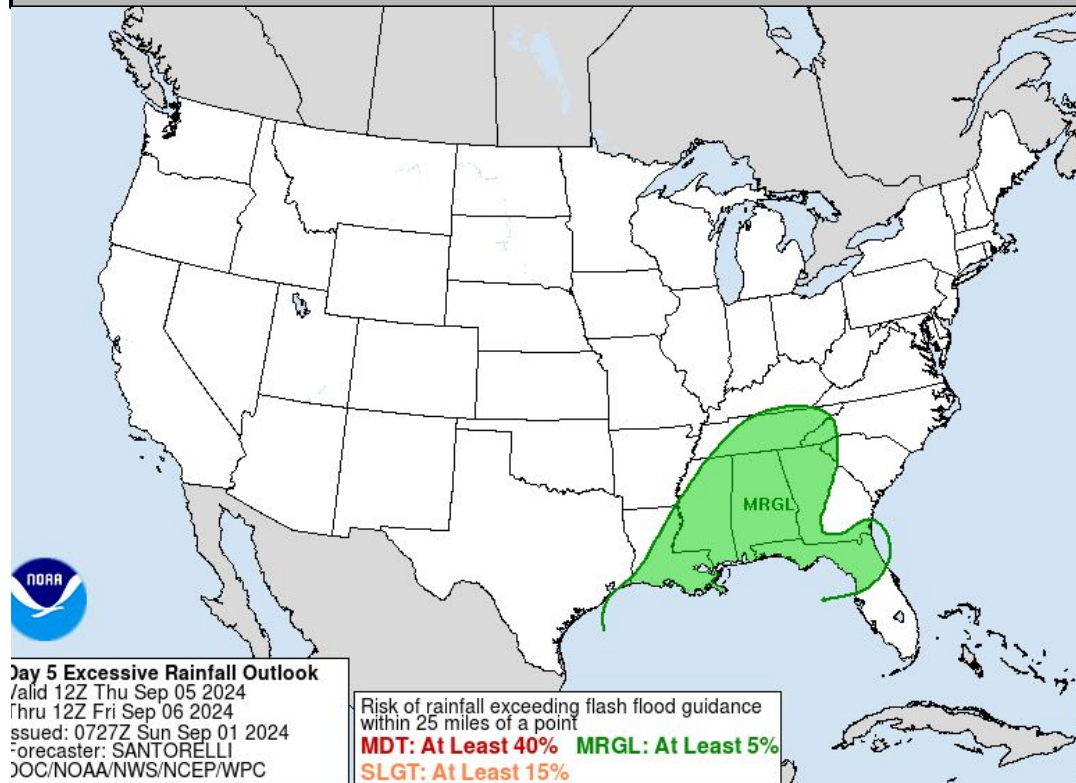 MRGL
NOAA
Day 5 Excessive Rainfall Outlook
Valid 12Z Thu Sep 05 2024
Thru 12Z Fri Sep 06 2024
Issued: 0727Z Sun Sep 01 2024
Forecaster: SANTORELLI
DOC/NOAA/NWS/NCEP/WPC
Risk of rainfall exceeding flash flood guidance
within 25 miles of a point
MDT: At Least 40% MRGL: At Least 5%
SLGT: At Least 15%